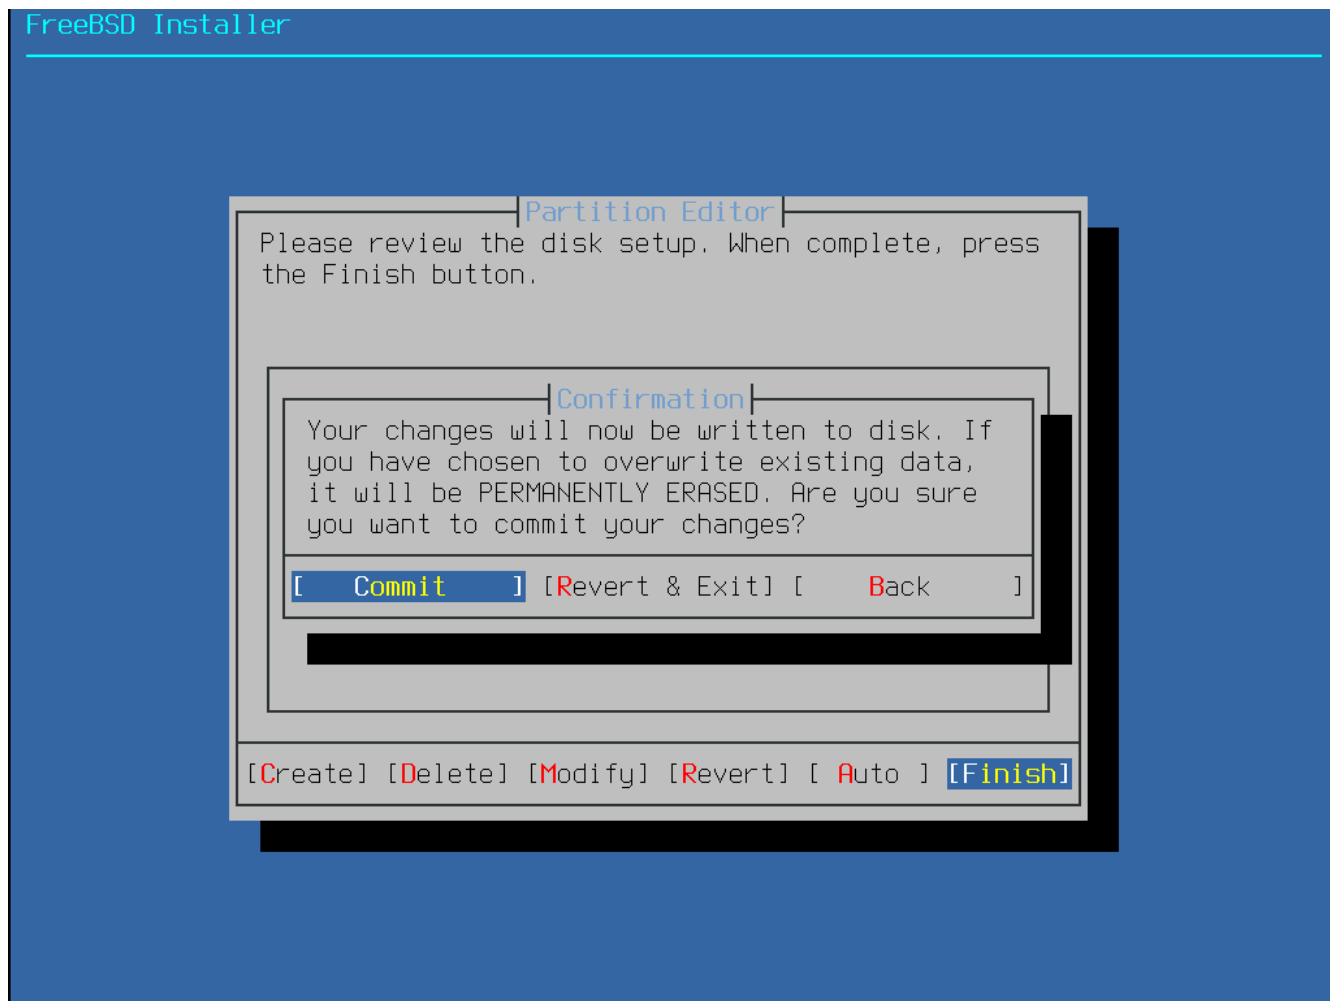 FreeBSD Installer
Partition Editor
Please review the disk setup. When complete, press
the Finish button.
Confirmation
Your changes will now be written to disk. If
you have chosen to overwrite existing data,
it will be PERMANENTLY ERASED. Are you sure
you want to commit your changes?
[   Commit    ] [Revert & Exit] [    Back     ]
[Create] [Delete] [Modify] [Revert] [ Auto ] [Finish]